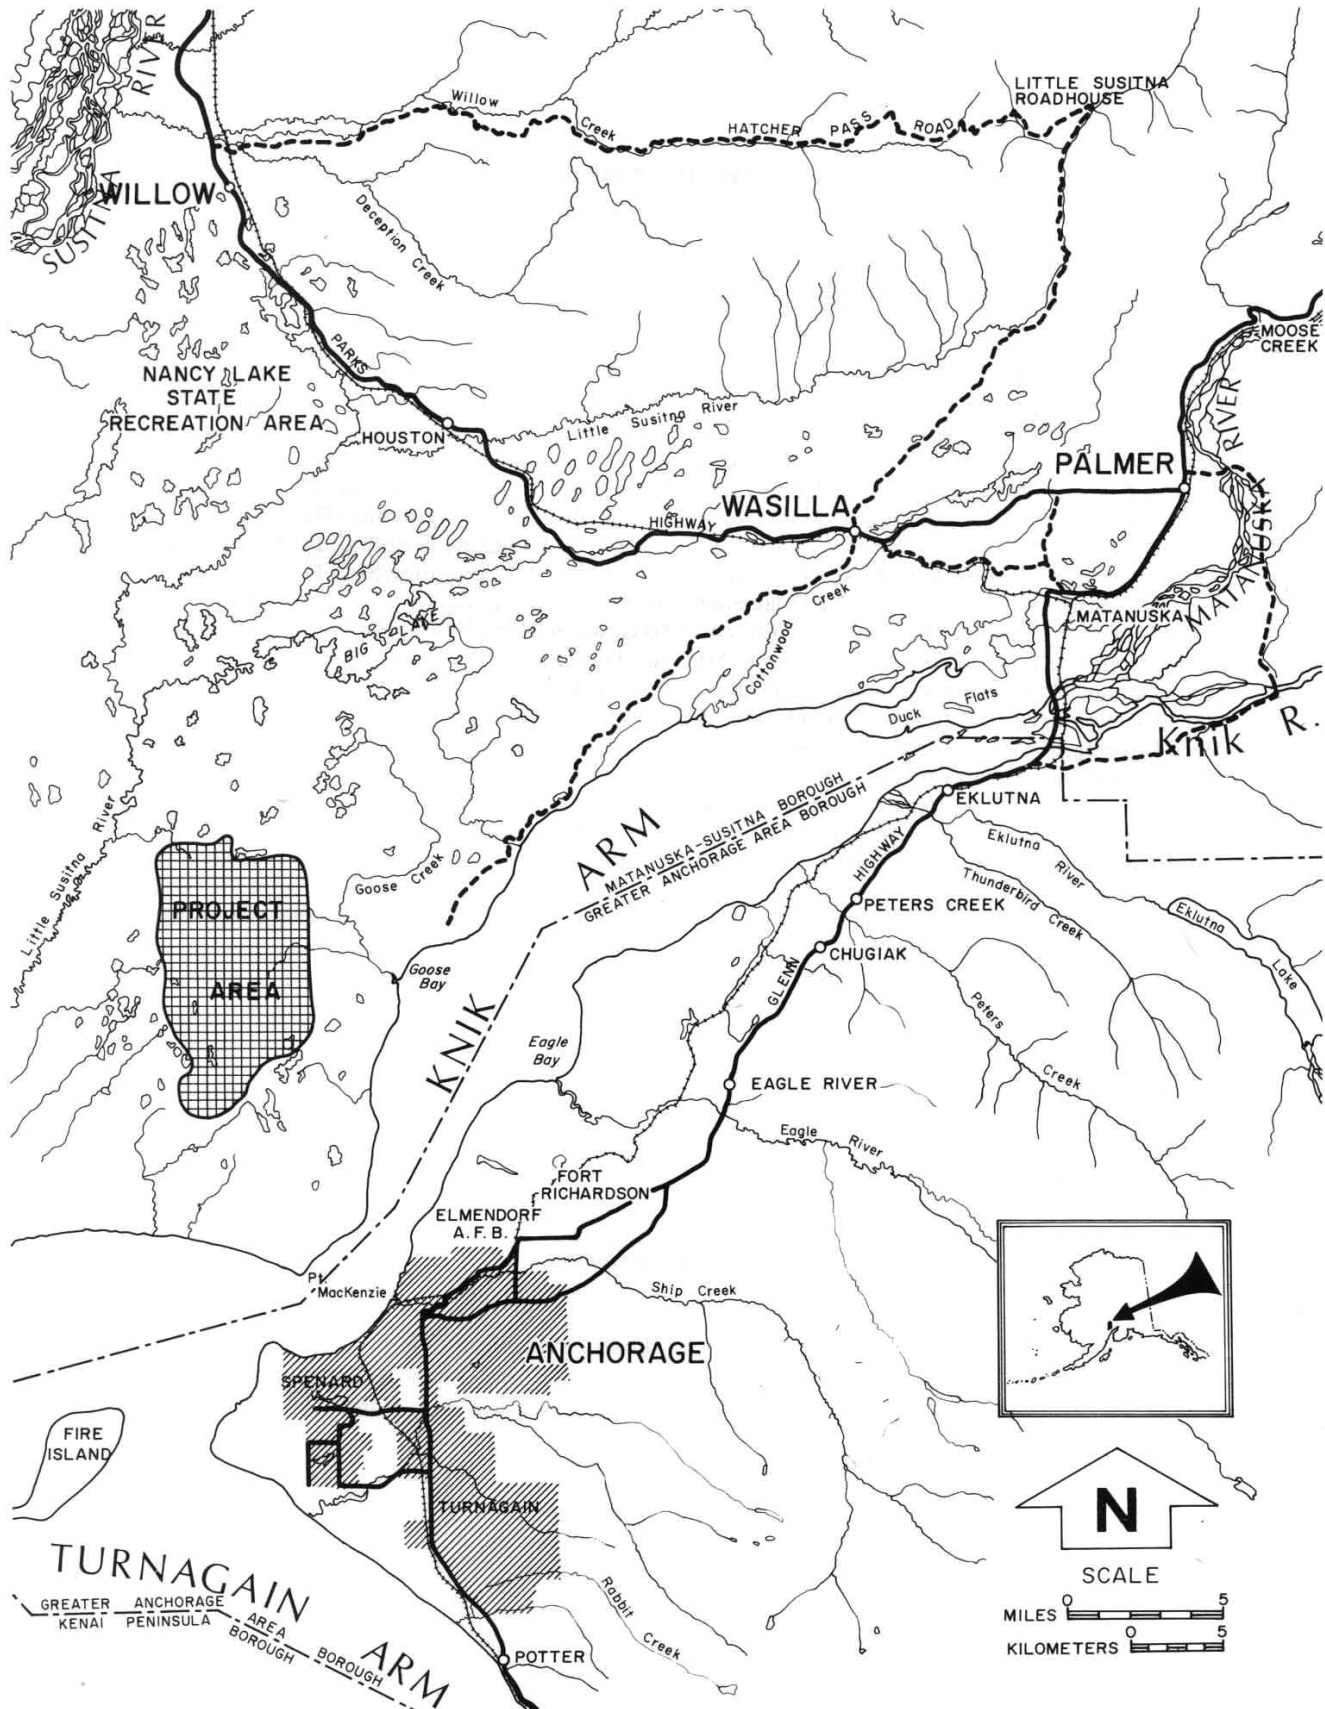 RIVER
SUSITNA
Willow
Creek
HATCHER PASS ROAD
LITTLE SUSITNA
ROADHOUSE
WILLOW
Deception Creek
PARKS
NANCY LAKE
STATE
RECREATION AREA
HOUSTON
Little Susitna River
MOOSE
CREEK
RIVER
MATANUSKA
PALMER
WASILLA
HIGHWAY
MATANUSKA
BIG LAKE
Cottonwood Creek
Duck Flats
Knik R.
Little Susitna River
Goose Creek
KNIK ARM
MATANUSKA-SUSITNA BOROUGH
GREATER ANCHORAGE AREA BOROUGH
EKLUTNA
Eklutna River
Thunderbird Creek
Eklutna Lake
GLENN HIGHWAY
PETERS CREEK
CHUGIAK
Peters Creek
PROJECT
AREA
Goose
Bay
Eagle
Bay
EAGLE RIVER
Eagle River
FORT
RICHARDSON
ELMENDORF
A.F.B.
Pt.
MacKenzie
Ship Creek
ANCHORAGE
SPENARD
FIRE
ISLAND
TURNAGAIN
TURNAGAIN ARM
GREATER ANCHORAGE AREA BOROUGH
KENAI PENINSULA BOROUGH
Rabbit Creek
POTTER
N
SCALE
MILES 0 5
KILOMETERS 0 5